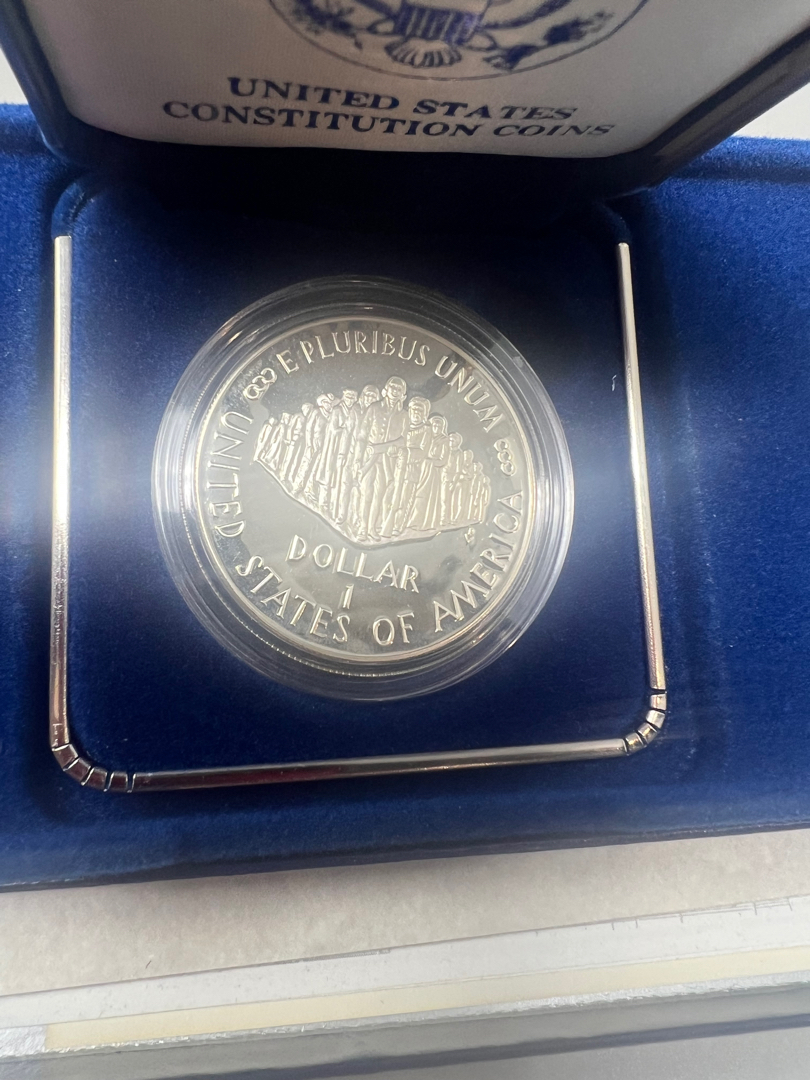 UNITED STATES
CONSTITUTION COINS
E PLURIBUS UNUM
DOLLAR
1
UNITED STATES OF AMERICA